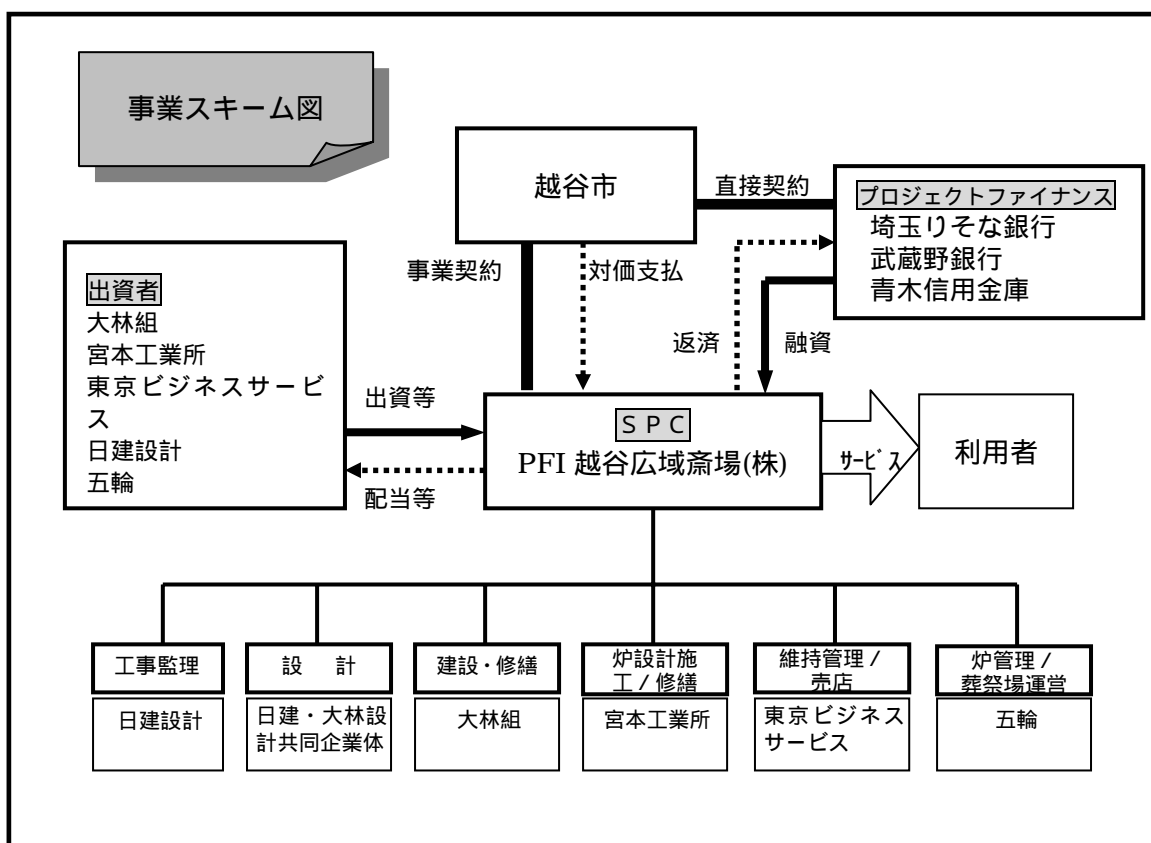 事業スキーム図
越谷市
直接契約
プロジェクトファイナンス
埼玉りそな銀行
武蔵野銀行
青木信用金庫
出資者
大林組
宮本工業所
東京ビジネスサービ
ス
日建設計
五輪
事業契約
対価支払
返済
融資
出資等
配当等
ＳＰＣ
PFI 越谷広域斎場(株)
ｻｰﾋﾞｽ
利用者
工事監理
日建設計
設　計
日建・大林設
計共同企業体
建設・修繕
大林組
炉設計施
工/修繕
宮本工業所
維持管理/
売店
東京ビジネス
サービス
炉管理/
葬祭場運営
五輪